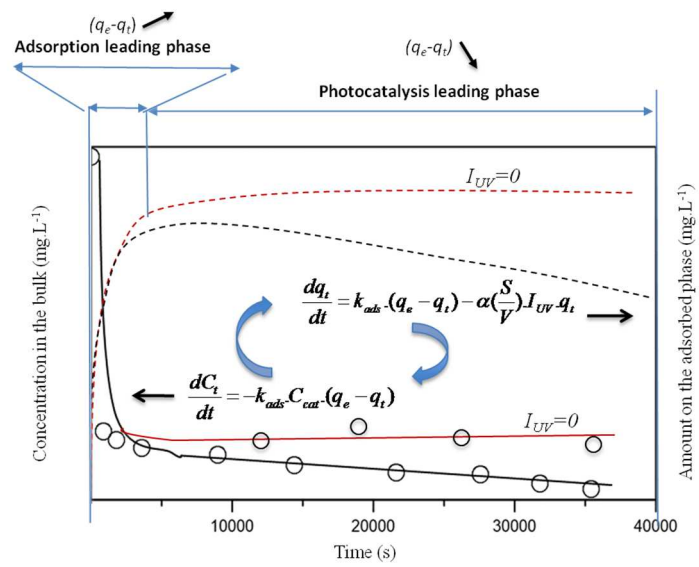 (qe-qt)
Adsorption leading phase
(qe-qt)
Photocatalysis leading phase
IUV=0
dqt/dt = kads.(qe − qt) − α(S/V).IUV.qt
dCt/dt = −kads.Ccat.(qe − qt)
IUV=0
Concentration in the bulk (mg.L-1)
Amount on the adsorbed phase (mg.L-1)
10000 20000 30000 40000
Time (s)